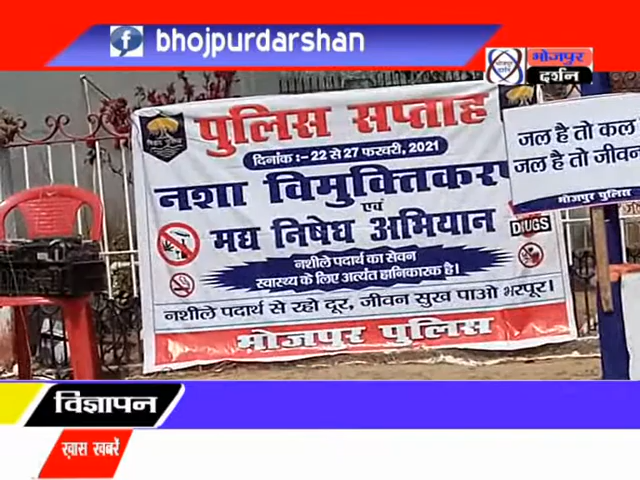 bhojpurdarshan
भोजपुर
दर्शन
पुलिस सप्ताह
दिनांक :- 22 से 27 फरवरी, 2021
नशा विमुक्तिकर
एवं
मद्य निषेध अभियान
DRUGS
नशीले पदार्थ का सेवन
स्वास्थ्य के लिए अत्यंत हानिकारक है।
नशीले पदार्थ से रहो दूर, जीवन सुख पाओ भरपूर।
भोजपुर पुलिस
जल है तो कल
जल है तो जीवन
भोजपुर पुलिस
विज्ञापन
ख़ास खबरें